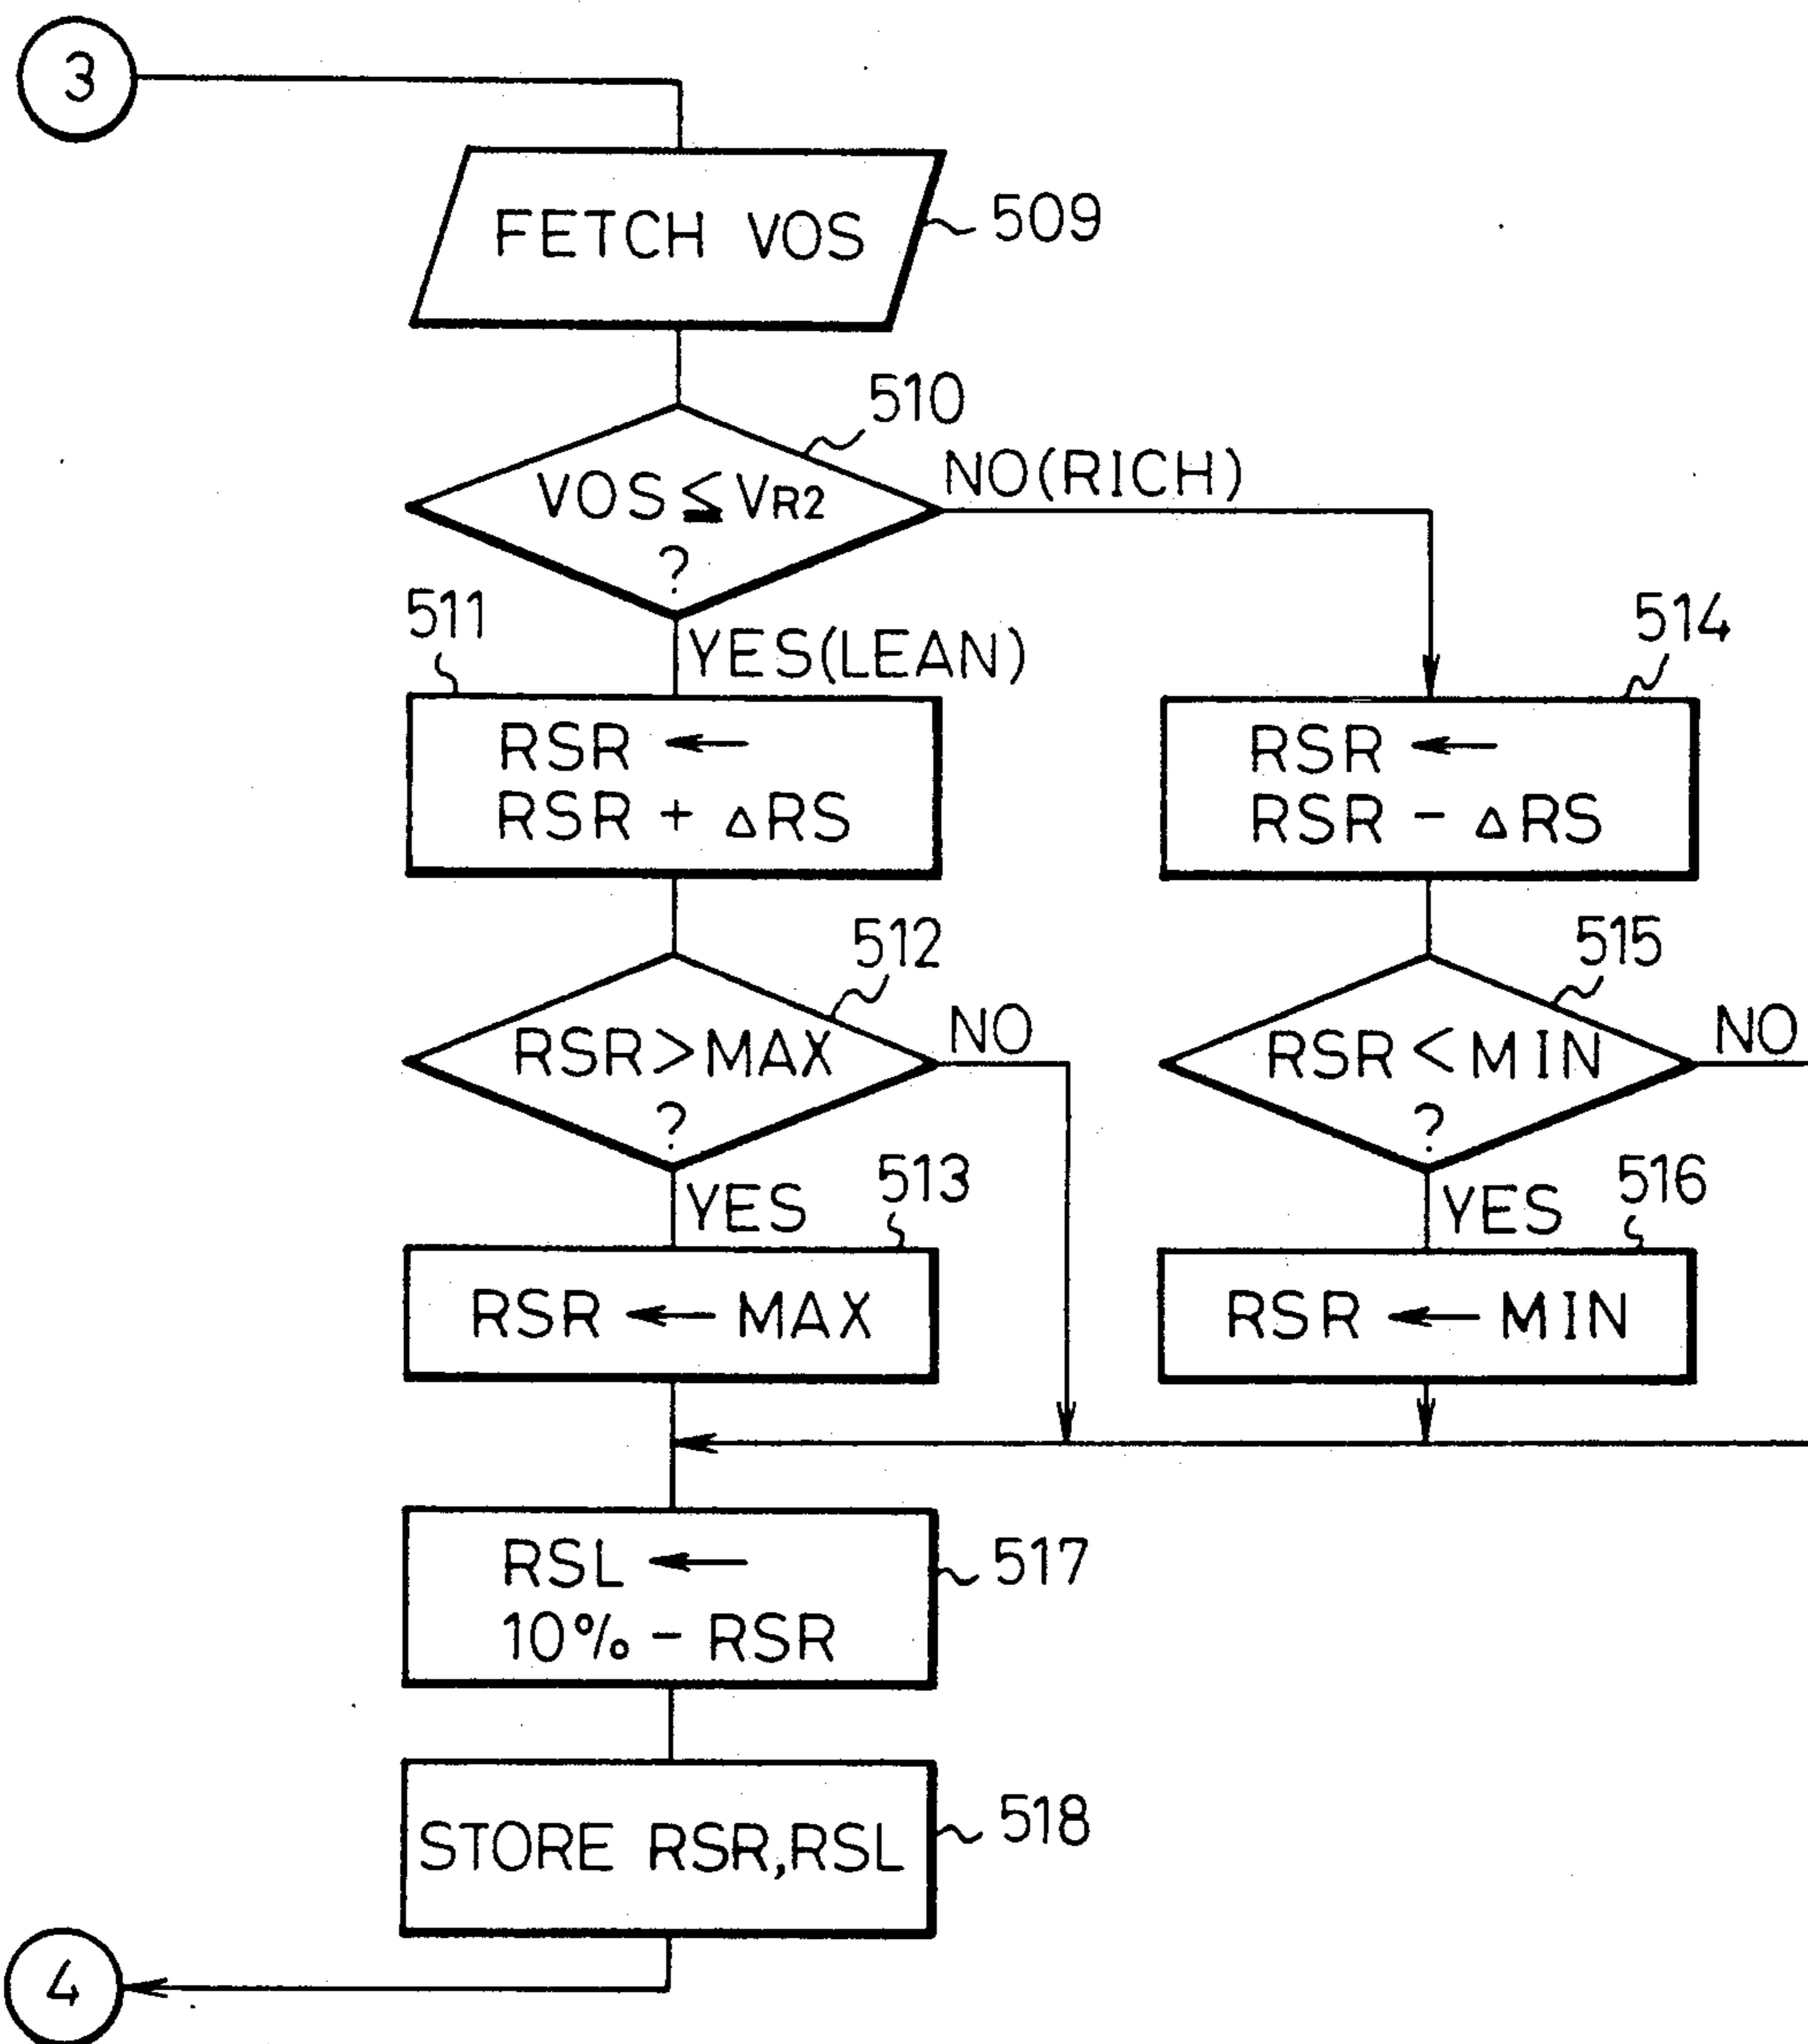 3
FETCH VOS
509
510
VOS ≦ VR2
?
NO(RICH)
YES(LEAN)
511
RSR ←
RSR + △RS
514
RSR ←
RSR - △RS
512
RSR > MAX
?
NO
515
RSR < MIN
?
NO
YES
513
RSR ← MAX
YES
516
RSR ← MIN
RSL ←
10% - RSR
517
STORE RSR,RSL
518
4